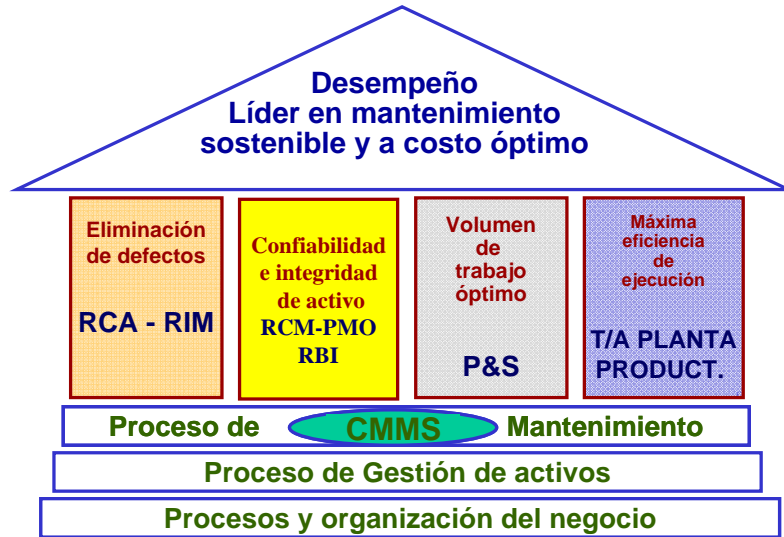 Desempeño
Líder en mantenimiento
sostenible y a costo óptimo
Eliminación
de defectos
RCA - RIM
Confiabilidad
e integridad
de activo
RCM-PMO
RBI
Volumen
de
trabajo
óptimo
P&S
Máxima
eficiencia
de
ejecución
T/A PLANTA
PRODUCT.
Proceso de CMMS Mantenimiento
Proceso de Gestión de activos
Procesos y organización del negocio